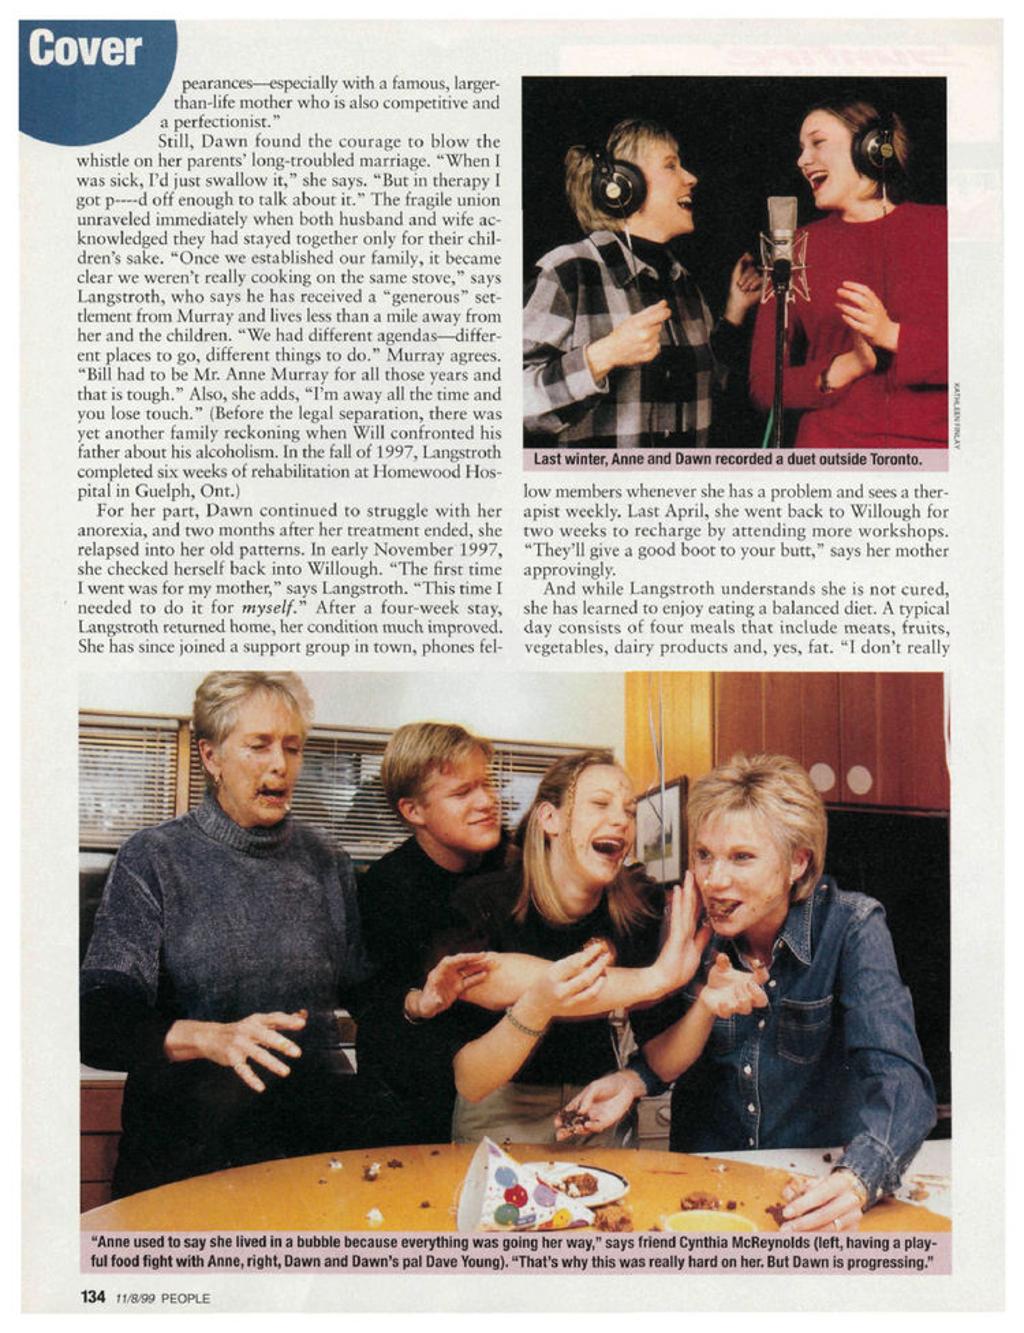 Cover
pearances—especially with a famous, larger-
than-life mother who is also competitive and
a perfectionist."
Still, Dawn found the courage to blow the
whistle on her parents' long-troubled marriage. "When I
was sick, I'd just swallow it," she says. "But in therapy I
got p----d off enough to talk about it." The fragile union
unraveled immediately when both husband and wife ac-
knowledged they had stayed together only for their chil-
dren's sake. "Once we established our family, it became
clear we weren't really cooking on the same stove," says
Langstroth, who says he has received a "generous" set-
tlement from Murray and lives less than a mile away from
her and the children. "We had different agendas—differ-
ent places to go, different things to do." Murray agrees.
"Bill had to be Mr. Anne Murray for all those years and
that is tough." Also, she adds, "I'm away all the time and
you lose touch." (Before the legal separation, there was
yet another family reckoning when Will confronted his
father about his alcoholism. In the fall of 1997, Langstroth
completed six weeks of rehabilitation at Homewood Hos-
pital in Guelph, Ont.)
For her part, Dawn continued to struggle with her
anorexia, and two months after her treatment ended, she
relapsed into her old patterns. In early November 1997,
she checked herself back into Willough. "The first time
I went was for my mother," says Langstroth. "This time I
needed to do it for myself." After a four-week stay,
Langstroth returned home, her condition much improved.
She has since joined a support group in town, phones fel-
KATHLEEN FINLAY
Last winter, Anne and Dawn recorded a duet outside Toronto.
low members whenever she has a problem and sees a ther-
apist weekly. Last April, she went back to Willough for
two weeks to recharge by attending more workshops.
"They'll give a good boot to your butt," says her mother
approvingly.
And while Langstroth understands she is not cured,
she has learned to enjoy eating a balanced diet. A typical
day consists of four meals that include meats, fruits,
vegetables, dairy products and, yes, fat. "I don't really
"Anne used to say she lived in a bubble because everything was going her way," says friend Cynthia McReynolds (left, having a play-
ful food fight with Anne, right, Dawn and Dawn's pal Dave Young). "That's why this was really hard on her. But Dawn is progressing."
134 11/8/99 PEOPLE